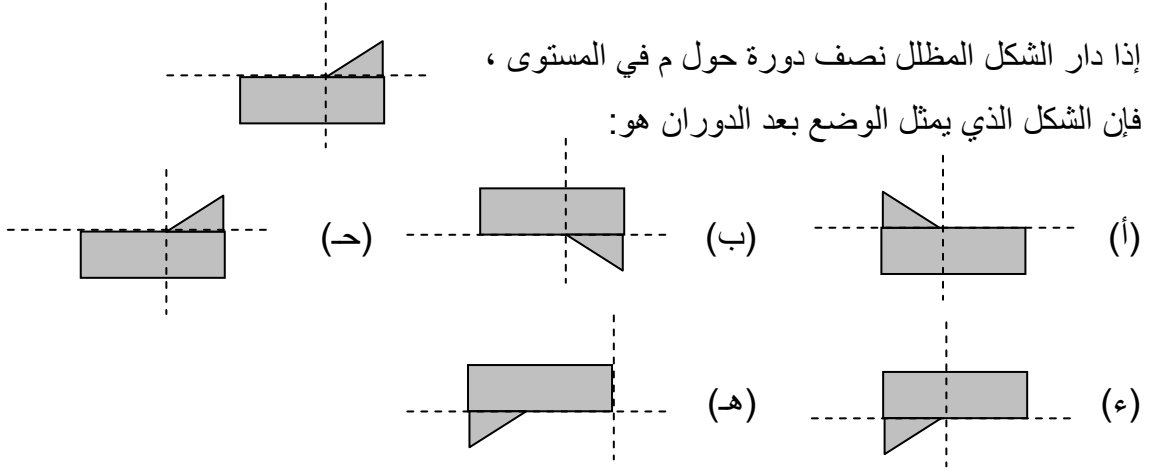 إذا دار الشكل المظلل نصف دورة حول م في المستوى ،
فإن الشكل الذي يمثل الوضع بعد الدوران هو:
(أ) (ب) (حـ)
(ء) (هـ)